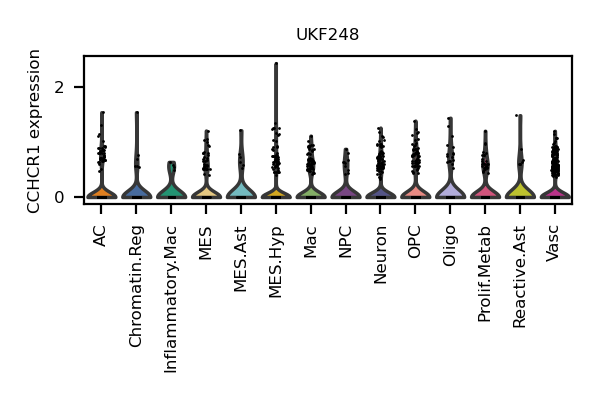 UKF248
CCHCR1 expression
2
0
AC
Chromatin.Reg
Inflammatory.Mac
MES
MES.Ast
MES.Hyp
Mac
NPC
Neuron
OPC
Oligo
Prolif.Metab
Reactive.Ast
Vasc